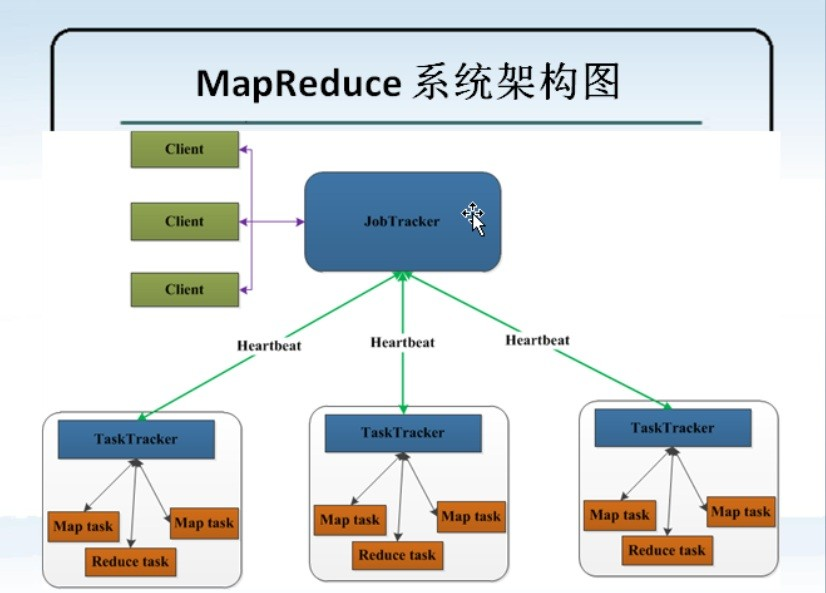 MapReduce 系统架构图
Client
Client
Client
JobTracker
Heartbeat
Heartbeat
Heartbeat
TaskTracker
Map task
Map task
Reduce task
TaskTracker
Map task
Map task
Reduce task
TaskTracker
Map task
Map task
Reduce task